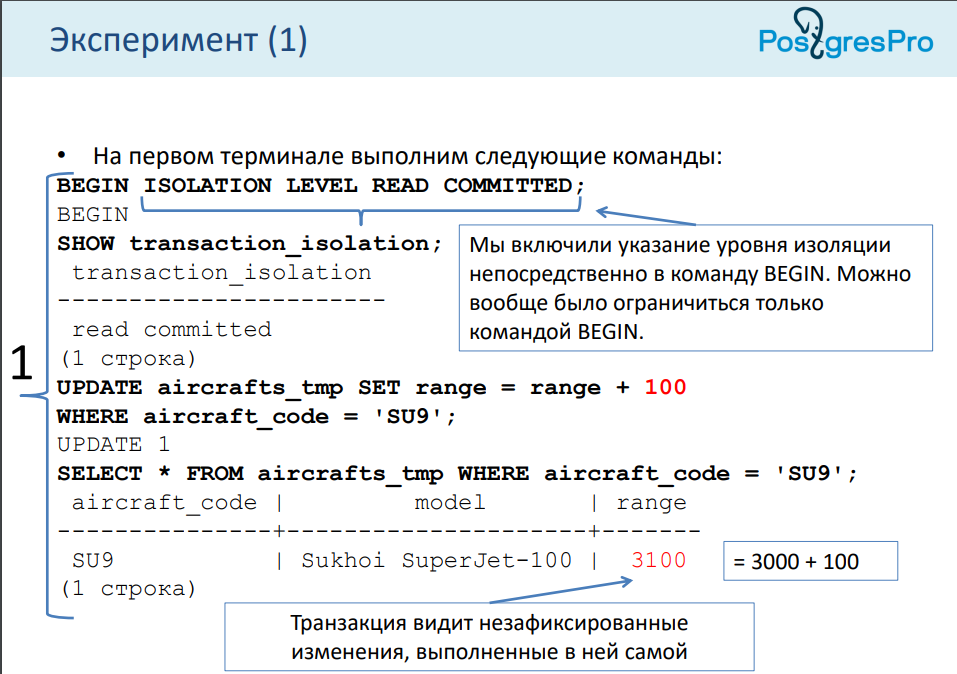 Эксперимент (1)
PostgresPro
• На первом терминале выполним следующие команды:
BEGIN ISOLATION LEVEL READ COMMITTED;
BEGIN
SHOW transaction_isolation;
transaction_isolation
-----------------------
read committed
(1 строка)
Мы включили указание уровня изоляции
непосредственно в команду BEGIN. Можно
вообще было ограничиться только
командой BEGIN.
1
UPDATE aircrafts_tmp SET range = range + 100
WHERE aircraft_code = 'SU9';
UPDATE 1
SELECT * FROM aircrafts_tmp WHERE aircraft_code = 'SU9';
aircraft_code | model | range
---------------+---------------------+-------
SU9 | Sukhoi SuperJet-100 | 3100
= 3000 + 100
(1 строка)
Транзакция видит незафиксированные
изменения, выполненные в ней самой